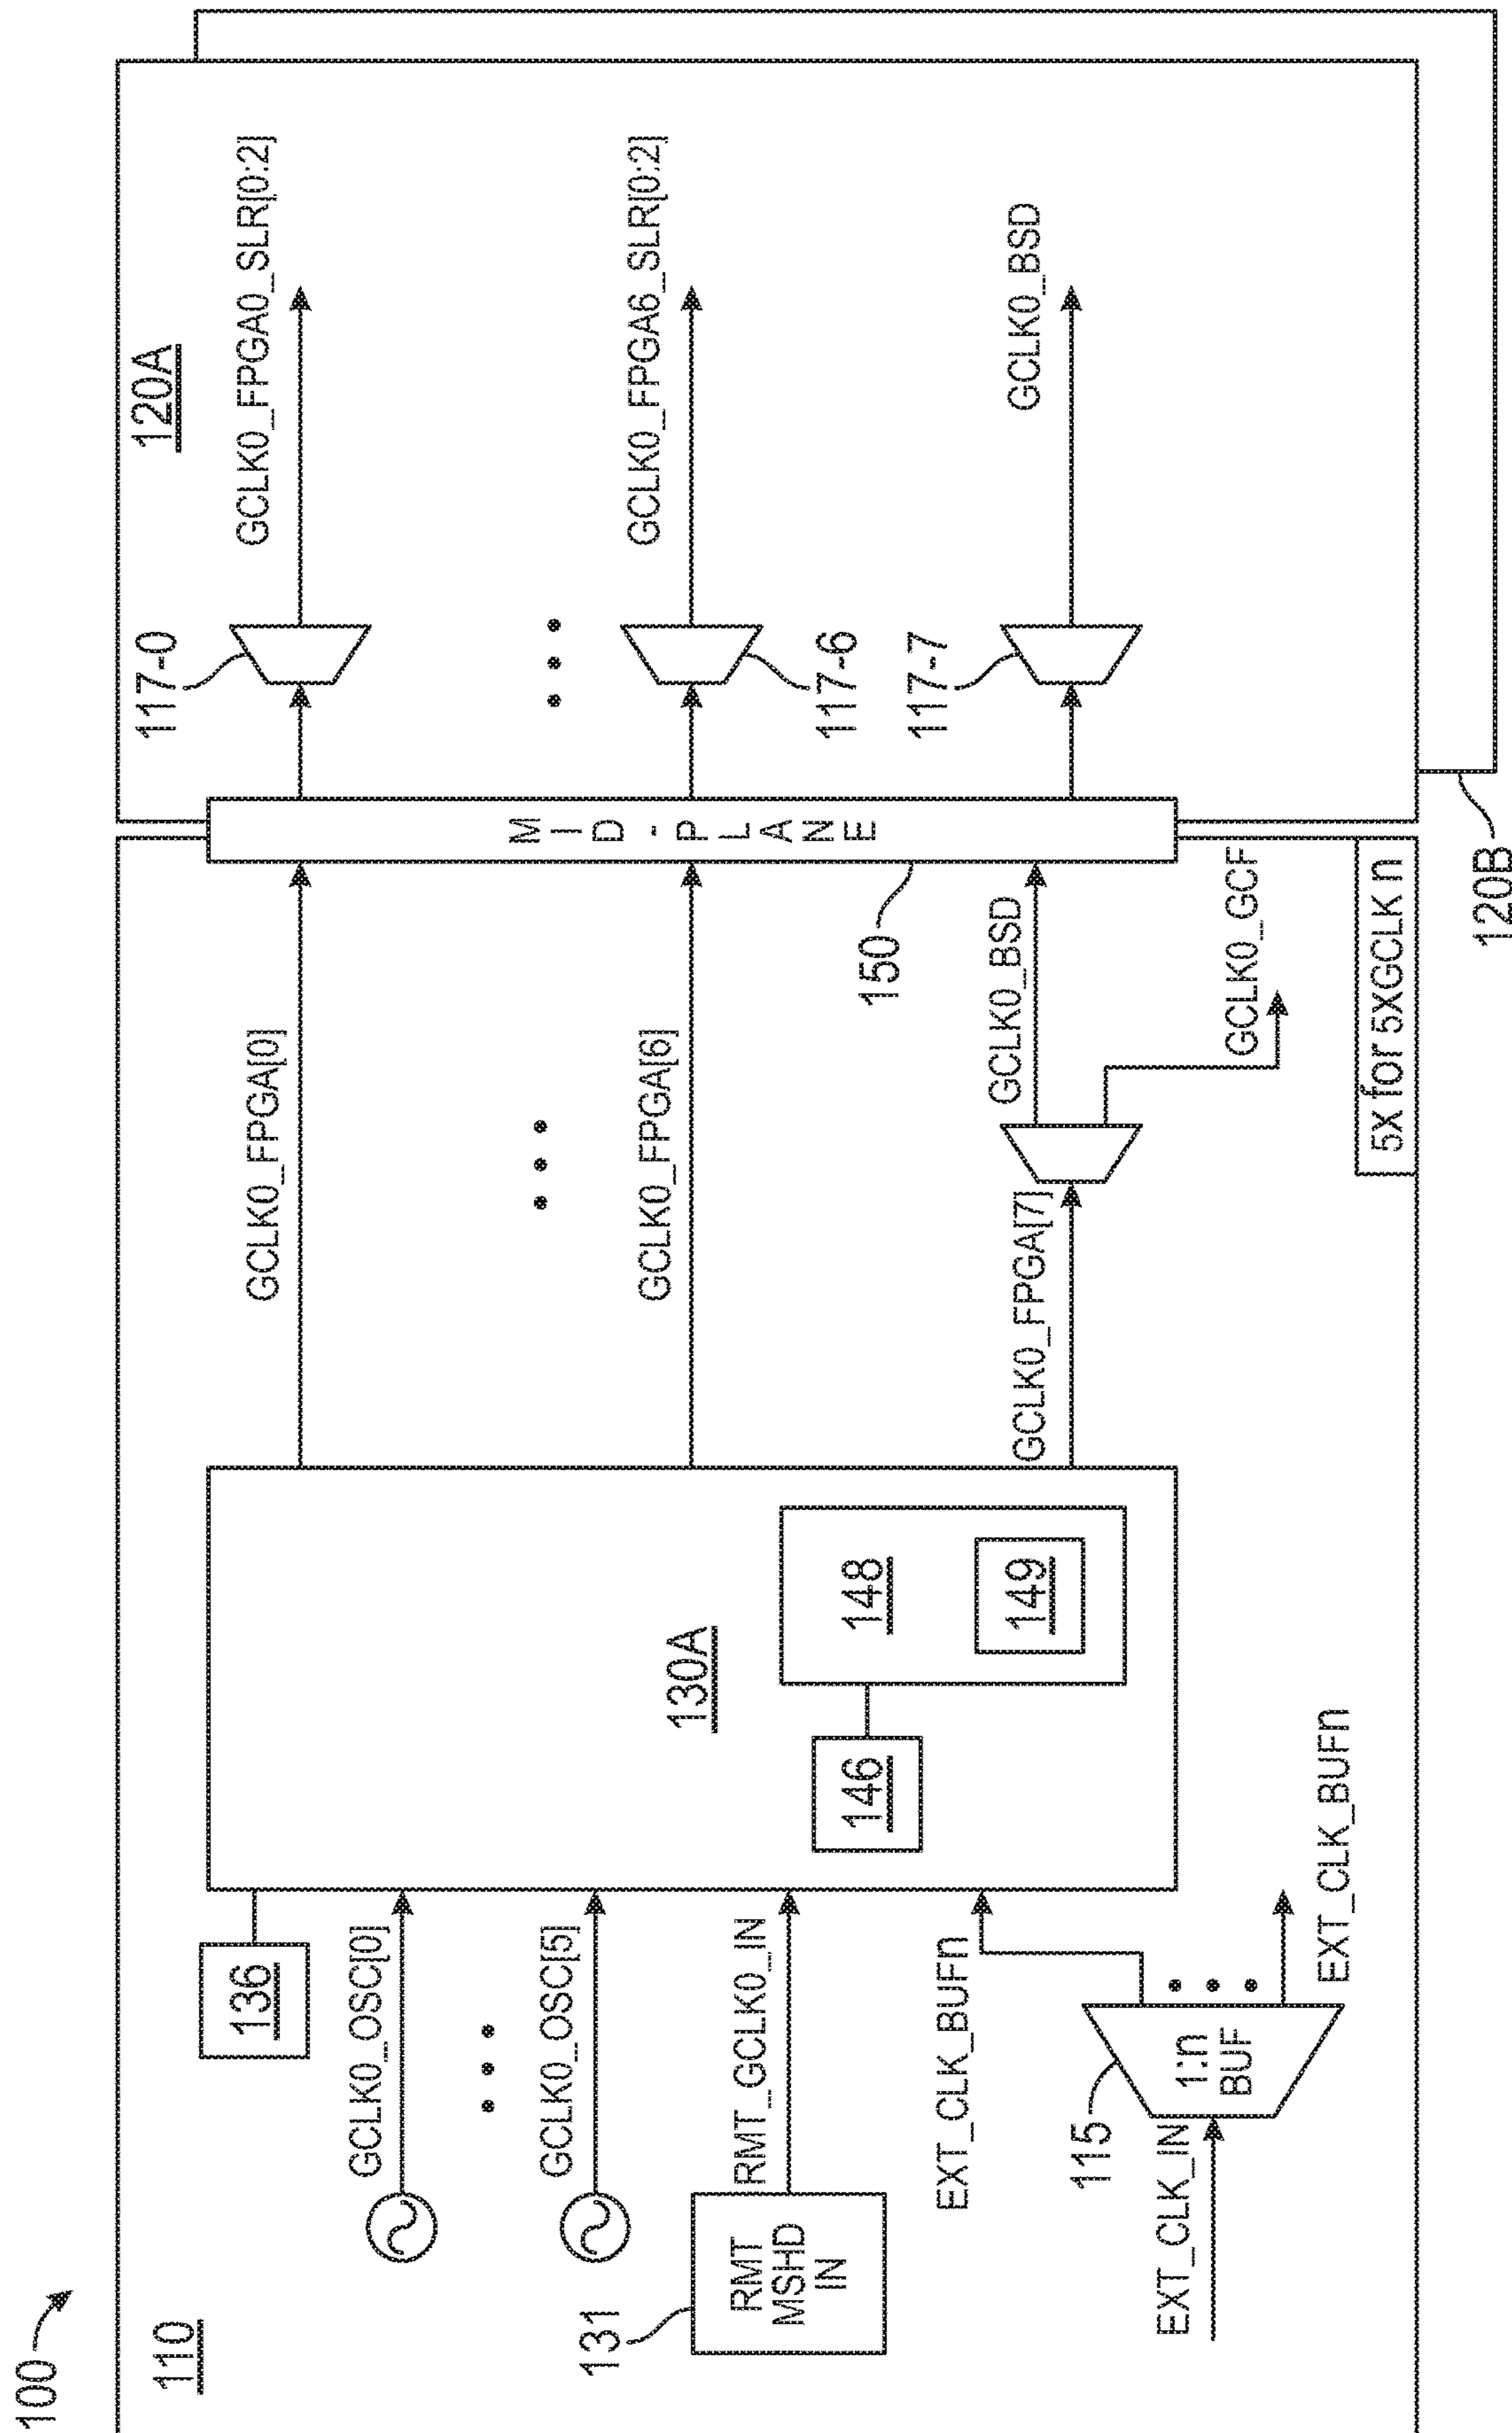 100
110
136
GCLK0_OSC[0]
GCLK0_OSC[5]
131
RMT
MSHD
IN
RMT_GCLK0_IN
EXT_CLK_BUFn
115
EXT_CLK_IN
1:n
BUF
EXT_CLK_BUFn
130A
146
148
149
GCLK0_FPGA[0]
GCLK0_FPGA[6]
GCLK0_FPGA[7]
GCLK0_BSD
GCLK0_GCF
5X for 5XGCLK n
150
MID-PLANE
120A
117-0
GCLK0_FPGA0_SLR[0:2]
117-6
GCLK0_FPGA6_SLR[0:2]
117-7
GCLK0_BSD
120B